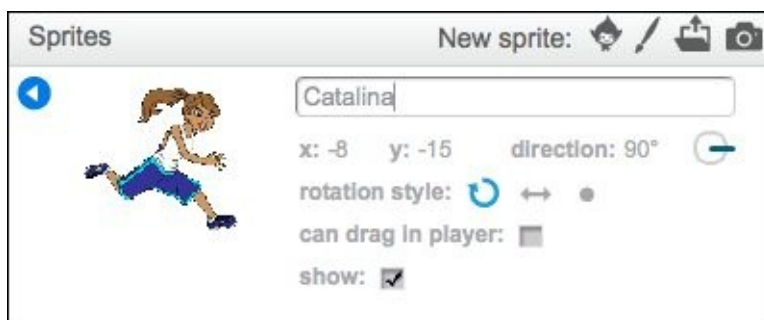 Sprites New sprite:
Catalina
x: -8 y: -15 direction: 90°
rotation style:
can drag in player:
show: